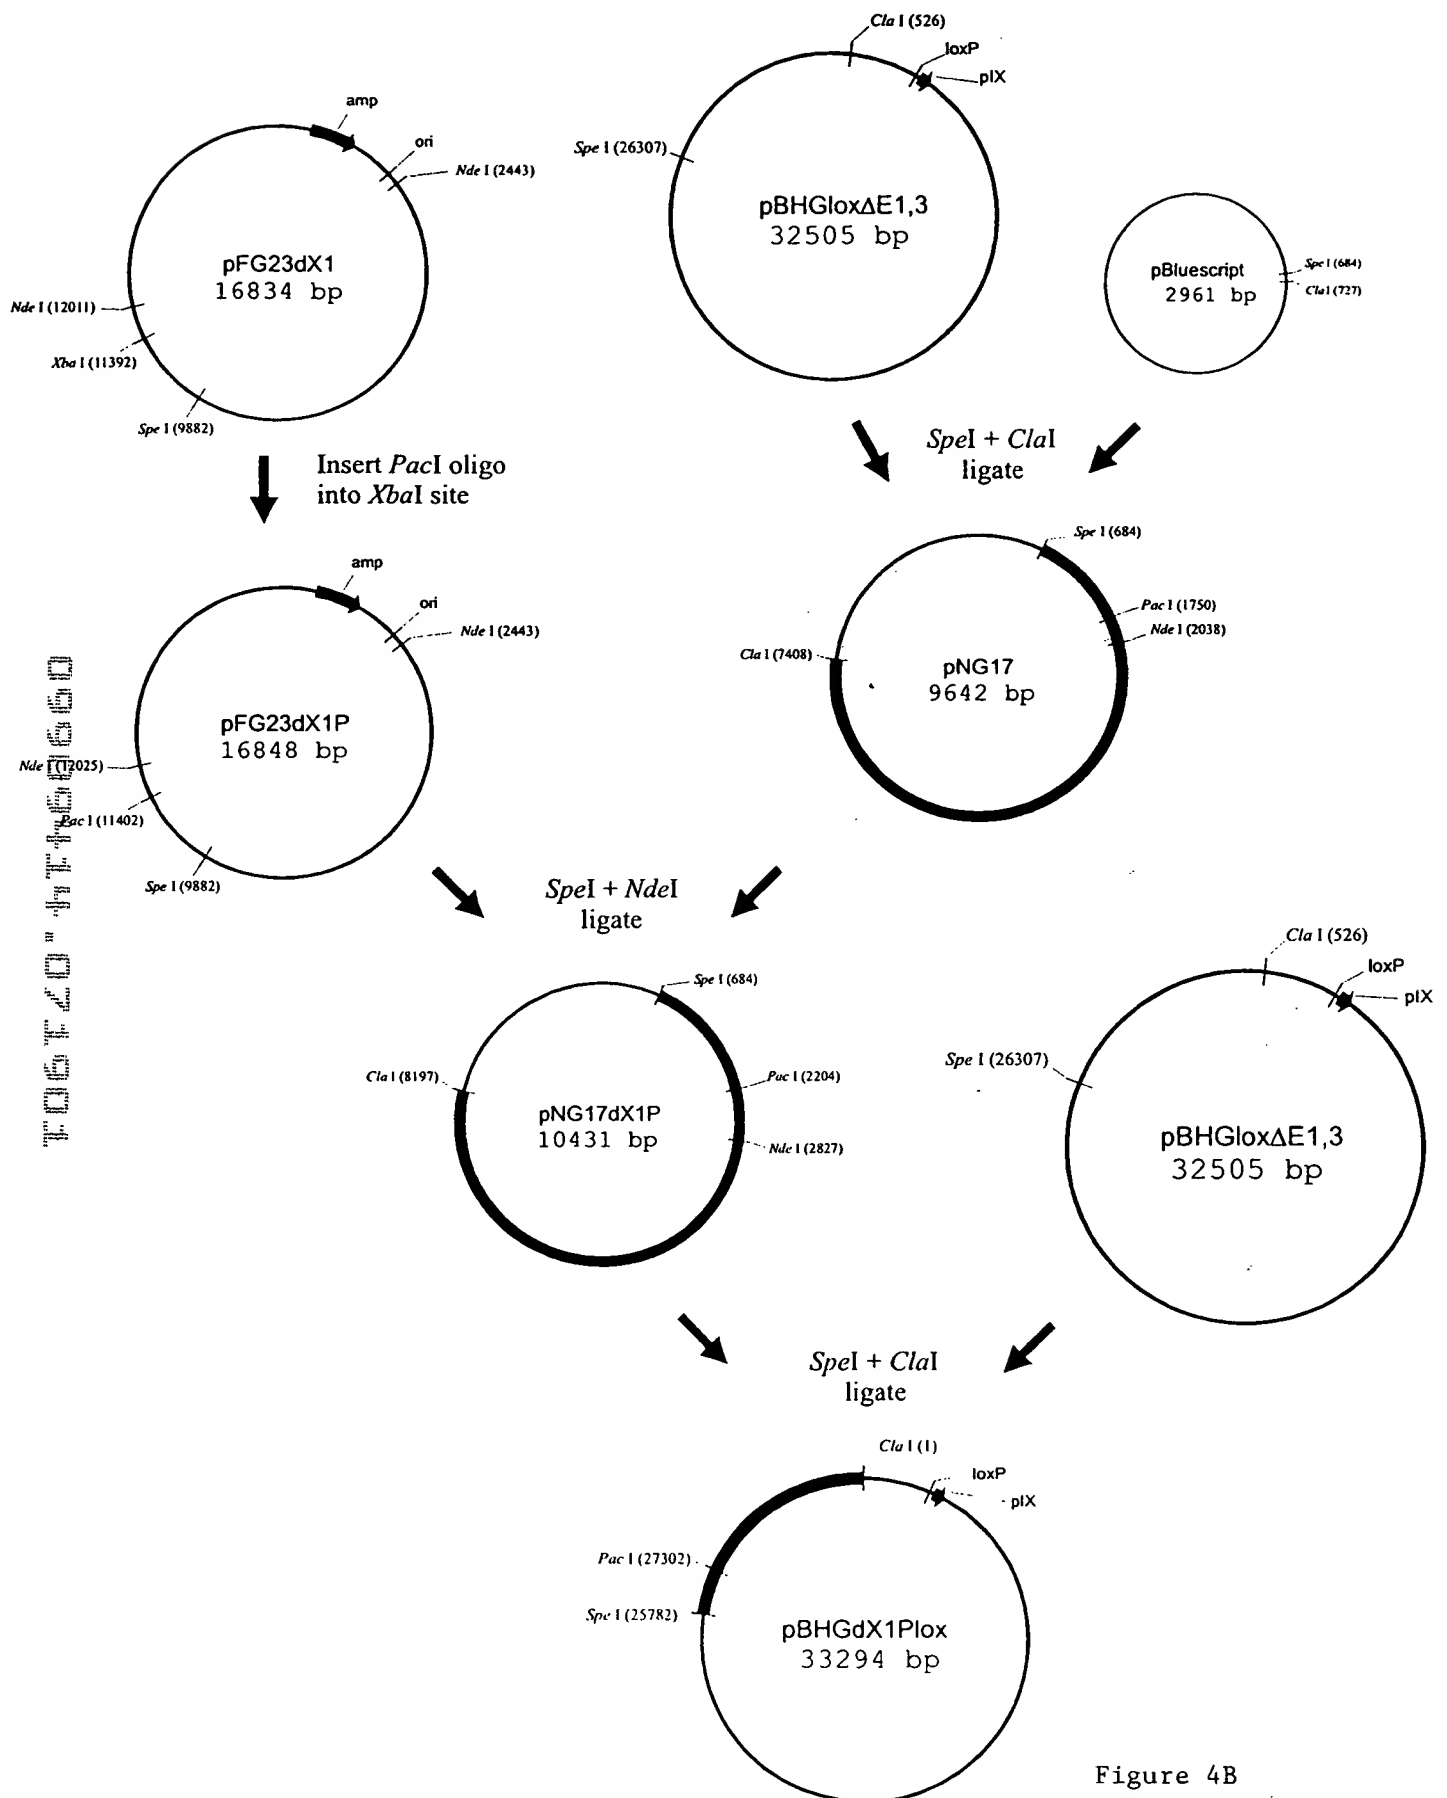 Cla I (526)
loxP
pIX
Spe I (26307)
pBHGloxΔE1,3
32505 bp
amp
ori
Nde I (2443)
pFG23dX1
16834 bp
Nde I (12011)
Xba I (11392)
Spe I (9882)
pBluescript
2961 bp
Spe I (684)
Cla I (727)
Insert PacI oligo
into XbaI site
SpeI + ClaI
ligate
amp
ori
Nde I (2443)
pFG23dX1P
16848 bp
Nde I (12025)
Pac I (11402)
Spe I (9882)
Spe I (684)
Pac I (1750)
Nde I (2038)
Cla I (7408)
pNG17
9642 bp
SpeI + NdeI
ligate
Spe I (684)
Cla I (8197)
Pac I (2204)
pNG17dX1P
10431 bp
Nde I (2827)
Cla I (526)
loxP
pIX
Spe I (26307)
pBHGloxΔE1,3
32505 bp
SpeI + ClaI
ligate
Cla I (1)
loxP
pIX
Pac I (27302)
Spe I (25782)
pBHGdX1Plox
33294 bp
Figure 4B